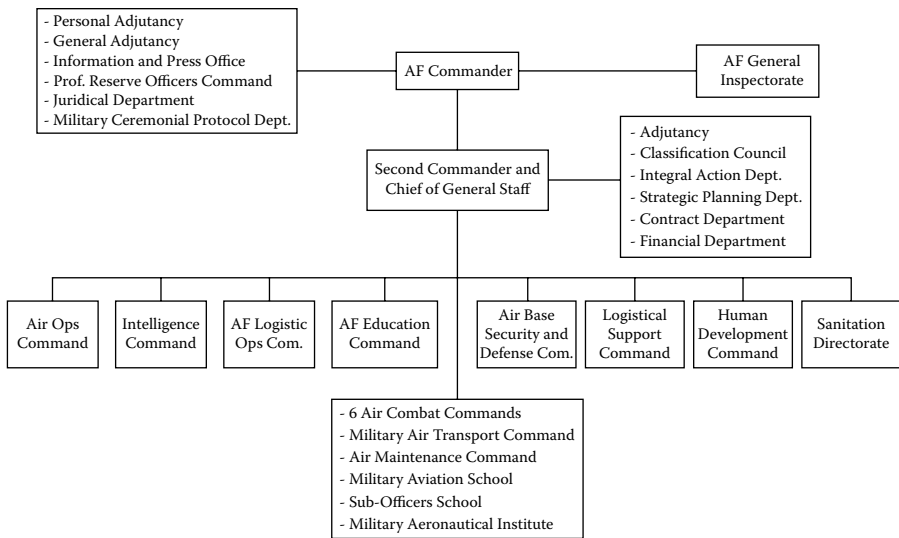 - Personal Adjutancy
- General Adjutancy
- Information and Press Office
- Prof. Reserve Officers Command
- Juridical Department
- Military Ceremonial Protocol Dept.
AF Commander
AF General
Inspectorate
Second Commander and
Chief of General Staff
- Adjutancy
- Classification Council
- Integral Action Dept.
- Strategic Planning Dept.
- Contract Department
- Financial Department
Air Ops
Command
Intelligence
Command
AF Logistic
Ops Com.
AF Education
Command
Air Base
Security and
Defense Com.
Logistical
Support
Command
Human
Development
Command
Sanitation
Directorate
- 6 Air Combat Commands
- Military Air Transport Command
- Air Maintenance Command
- Military Aviation School
- Sub-Officers School
- Military Aeronautical Institute